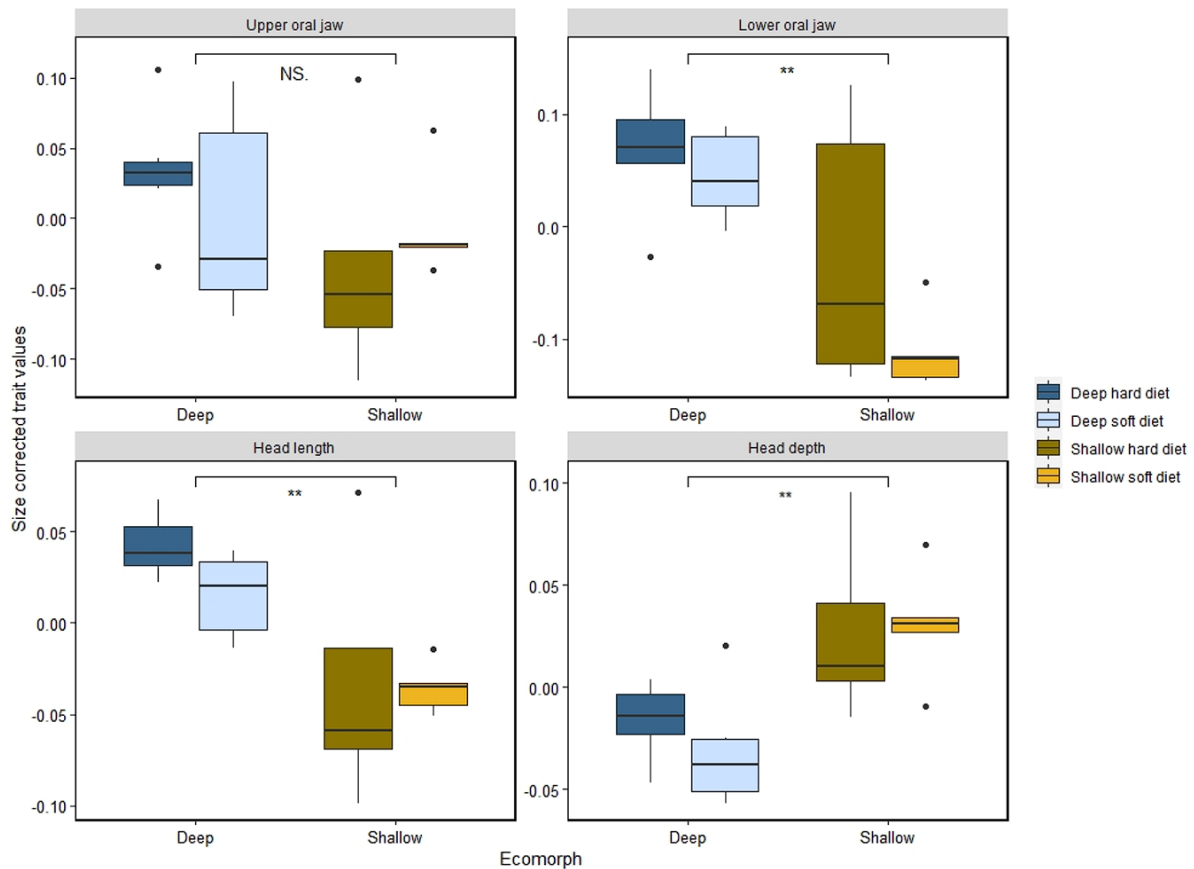 Upper oral jaw
Lower oral jaw
NS.
**
0.10
0.05
0.00
-0.05
-0.10
0.1
0.0
-0.1
Deep
Shallow
Deep
Shallow
Size corrected trait values
Head length
Head depth
**
**
0.05
0.00
-0.05
-0.10
0.10
0.05
0.00
-0.05
Deep
Shallow
Deep
Shallow
Ecomorph
Deep hard diet
Deep soft diet
Shallow hard diet
Shallow soft diet